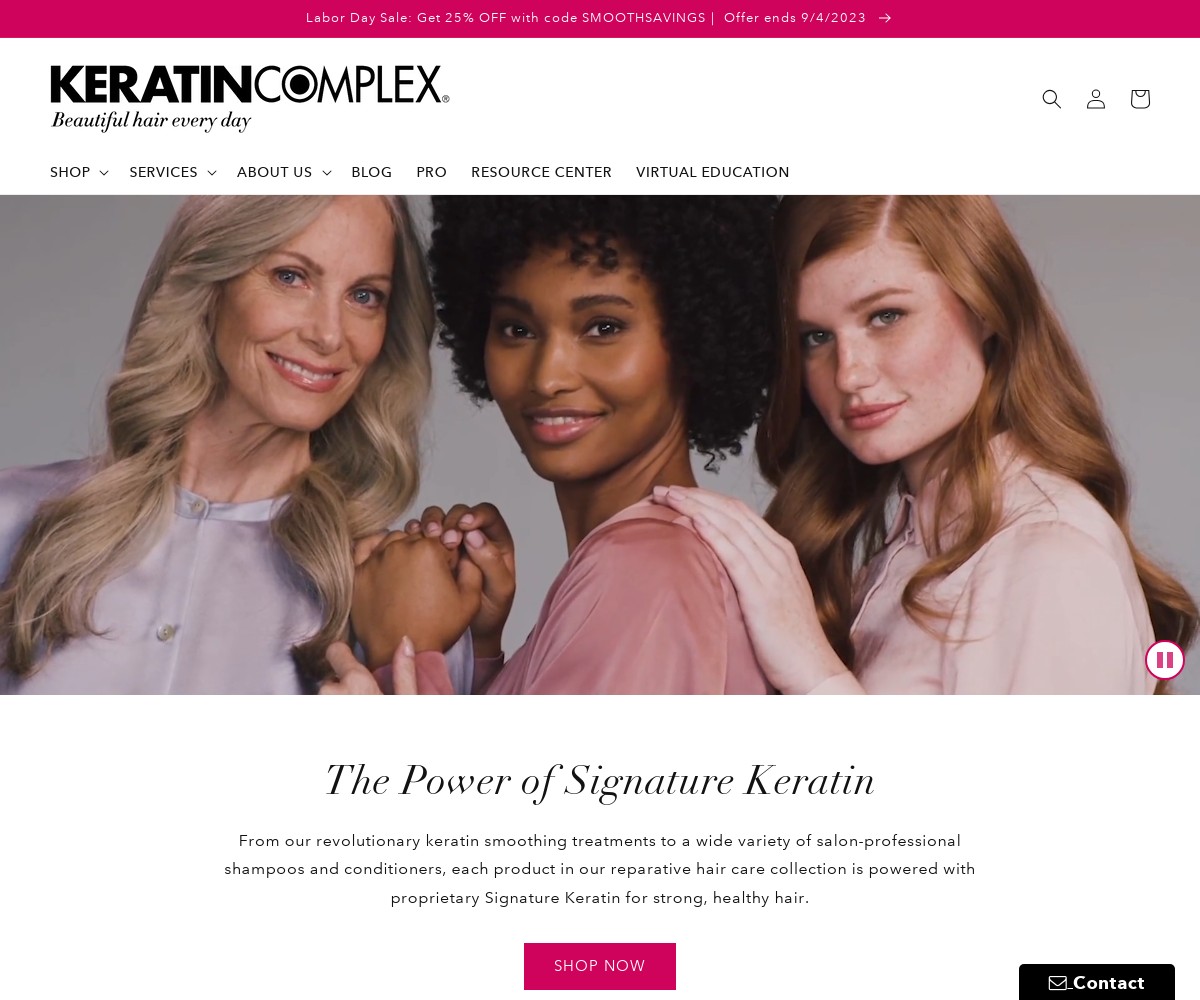 Labor Day Sale: Get 25% OFF with code SMOOTHSAVINGS | Offer ends 9/4/2023
KERATINCOMPLEX®
Beautiful hair every day
SHOP SERVICES ABOUT US BLOG PRO RESOURCE CENTER VIRTUAL EDUCATION
The Power of Signature Keratin
From our revolutionary keratin smoothing treatments to a wide variety of salon-professional
shampoos and conditioners, each product in our reparative hair care collection is powered with
proprietary Signature Keratin for strong, healthy hair.
SHOP NOW
Contact